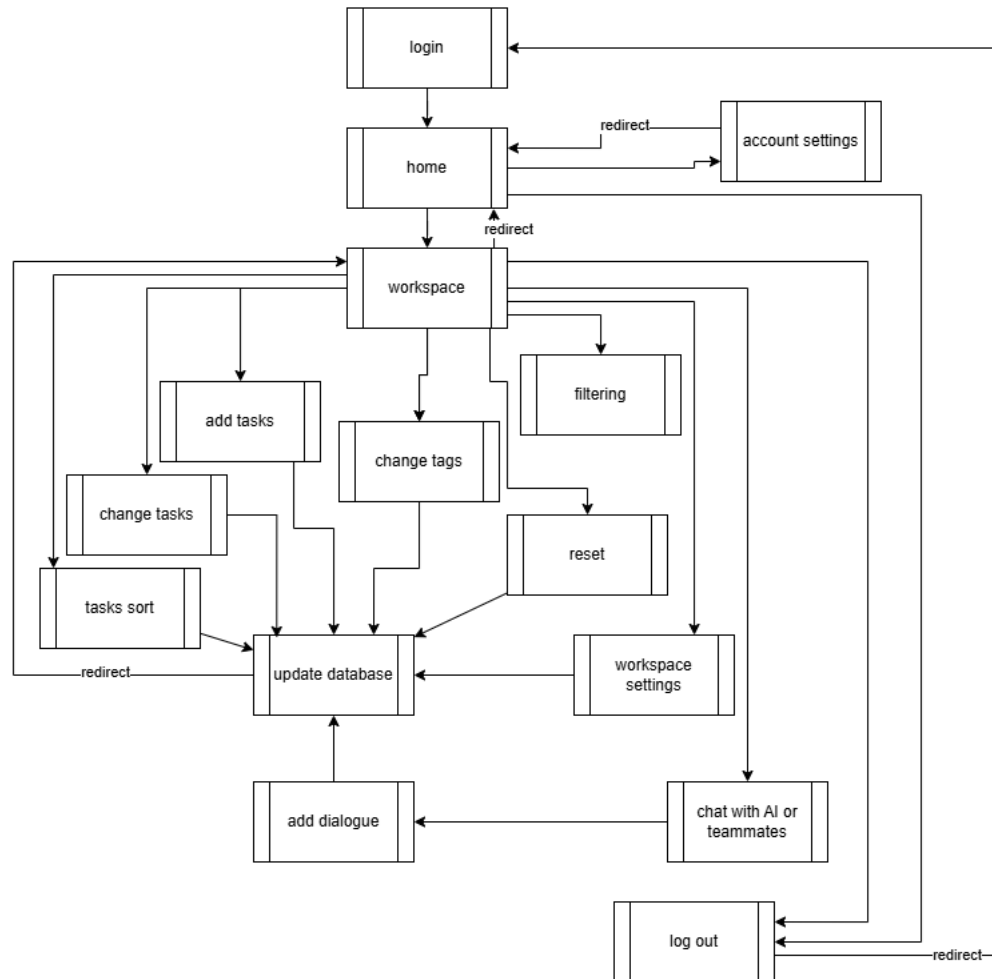 login
redirect
account settings
home
redirect
workspace
filtering
add tasks
change tags
change tasks
reset
tasks sort
redirect
update database
workspace
settings
add dialogue
chat with AI or
teammates
log out
redirect